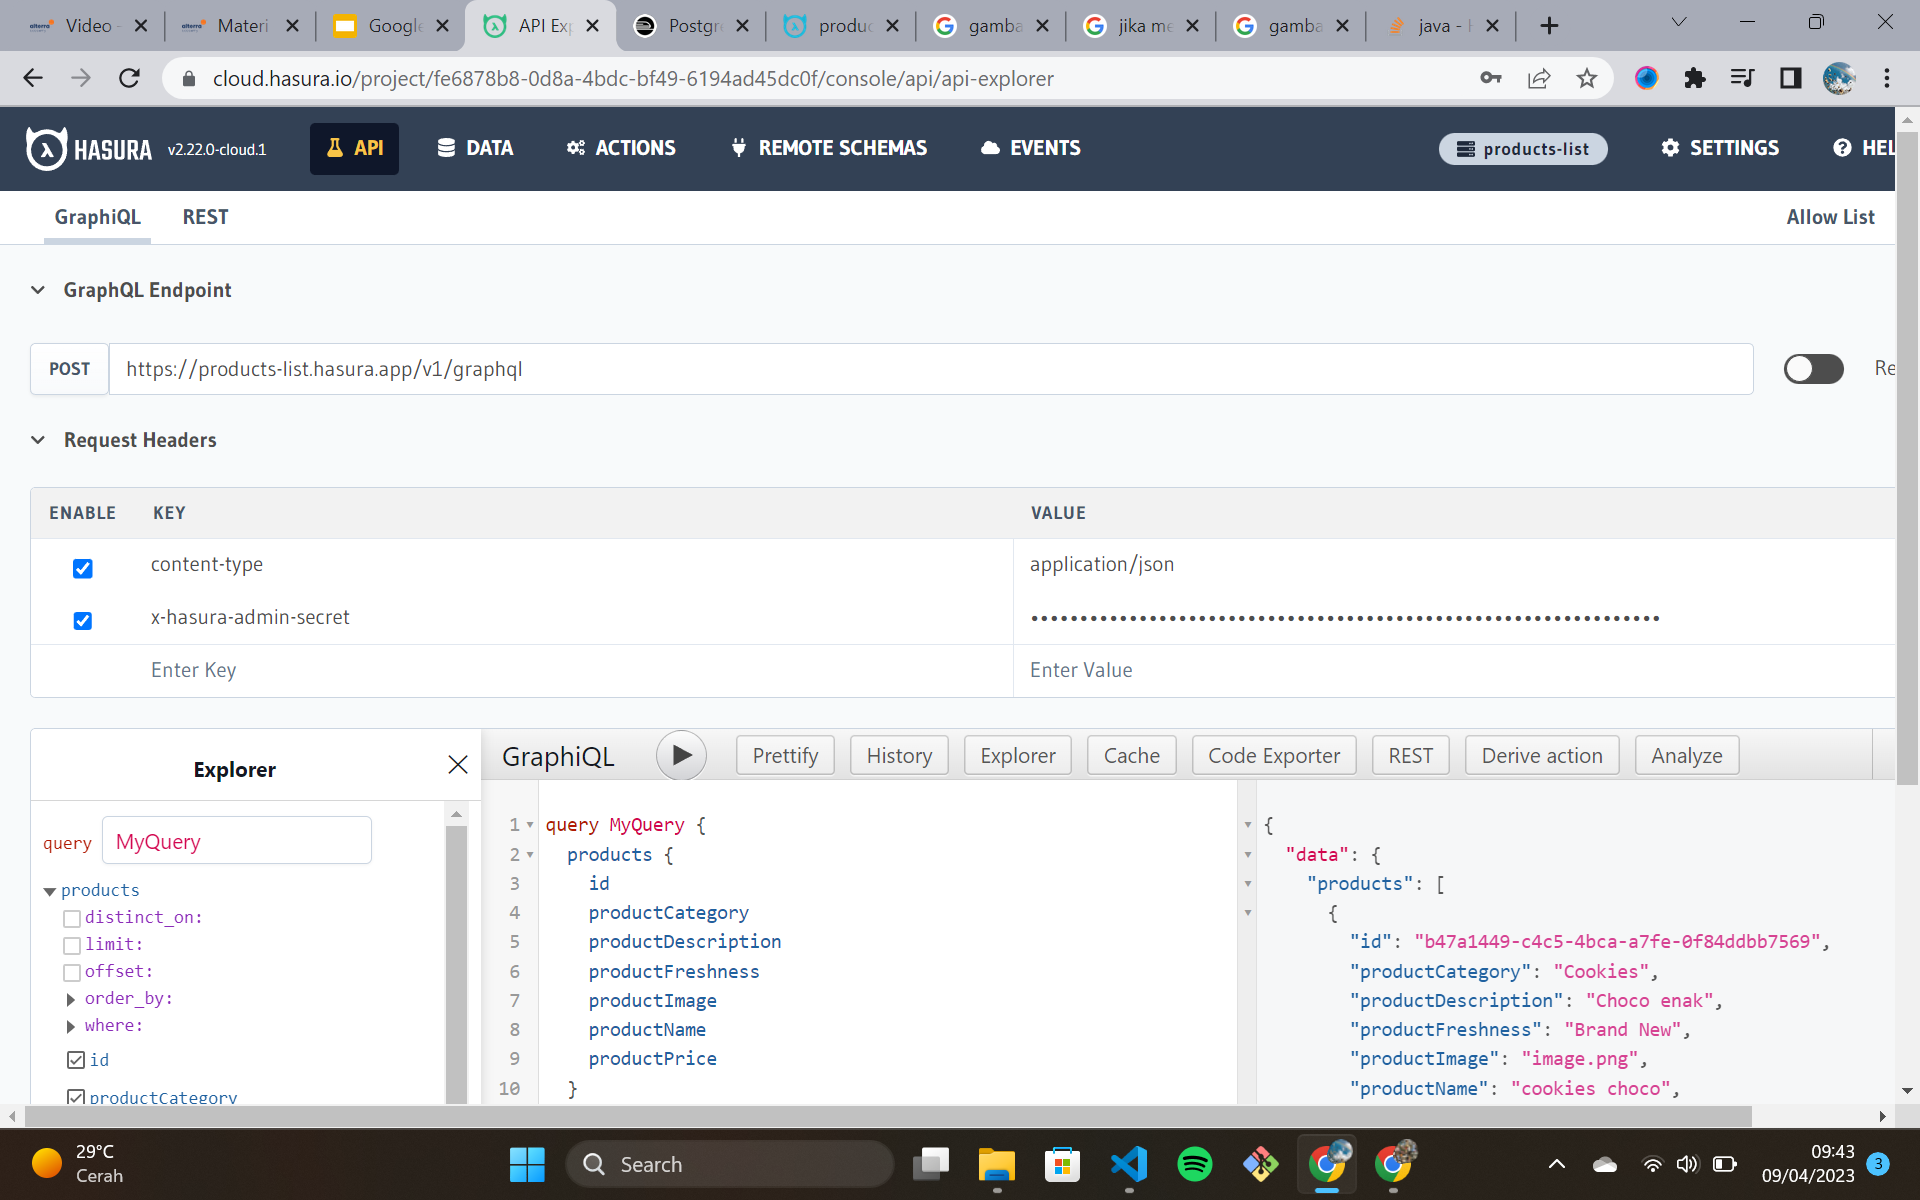 Video
Materi
Google
API Exp
Postgr
produc
gamba
jika me
gamba
java -
cloud.hasura.io/project/fe6878b8-0d8a-4bdc-bf49-6194ad45dc0f/console/api/api-explorer
HASURA v2.22.0-cloud.1 API DATA ACTIONS REMOTE SCHEMAS EVENTS products-list SETTINGS HEL
GraphiQL REST Allow List
GraphQL Endpoint
POST https://products-list.hasura.app/v1/graphql Re
Request Headers
ENABLE KEY VALUE
content-type application/json
x-hasura-admin-secret
Enter Key Enter Value
Explorer
query MyQuery
products
distinct_on:
limit:
offset:
order_by:
where:
id
productCategory
GraphiQL Prettify History Explorer Cache Code Exporter REST Derive action Analyze
1 query MyQuery {
2 products {
3 id
4 productCategory
5 productDescription
6 productFreshness
7 productImage
8 productName
9 productPrice
10 }
{
"data": {
"products": [
{
"id": "b47a1449-c4c5-4bca-a7fe-0f84ddbb7569",
"productCategory": "Cookies",
"productDescription": "Choco enak",
"productFreshness": "Brand New",
"productImage": "image.png",
"productName": "cookies choco",
29°C
Cerah
Search
09:43
09/04/2023
3